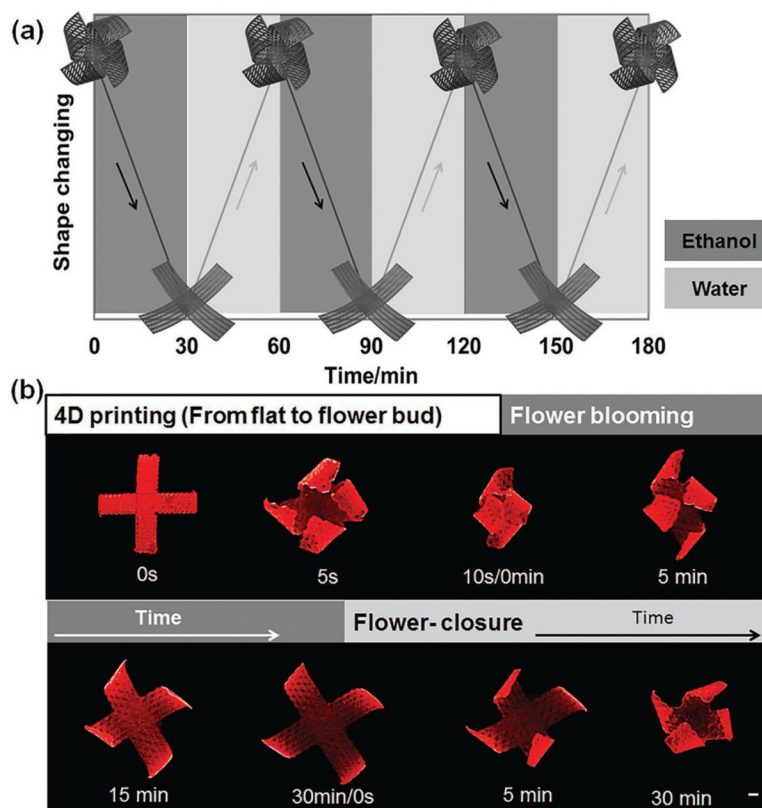 (a)
Shape changing
Ethanol
Water
0 30 60 90 120 150 180
Time/min
(b)
4D printing (From flat to flower bud) Flower blooming
0s 5s 10s/0min 5 min
Time Flower- closure Time
15 min 30min/0s 5 min 30 min